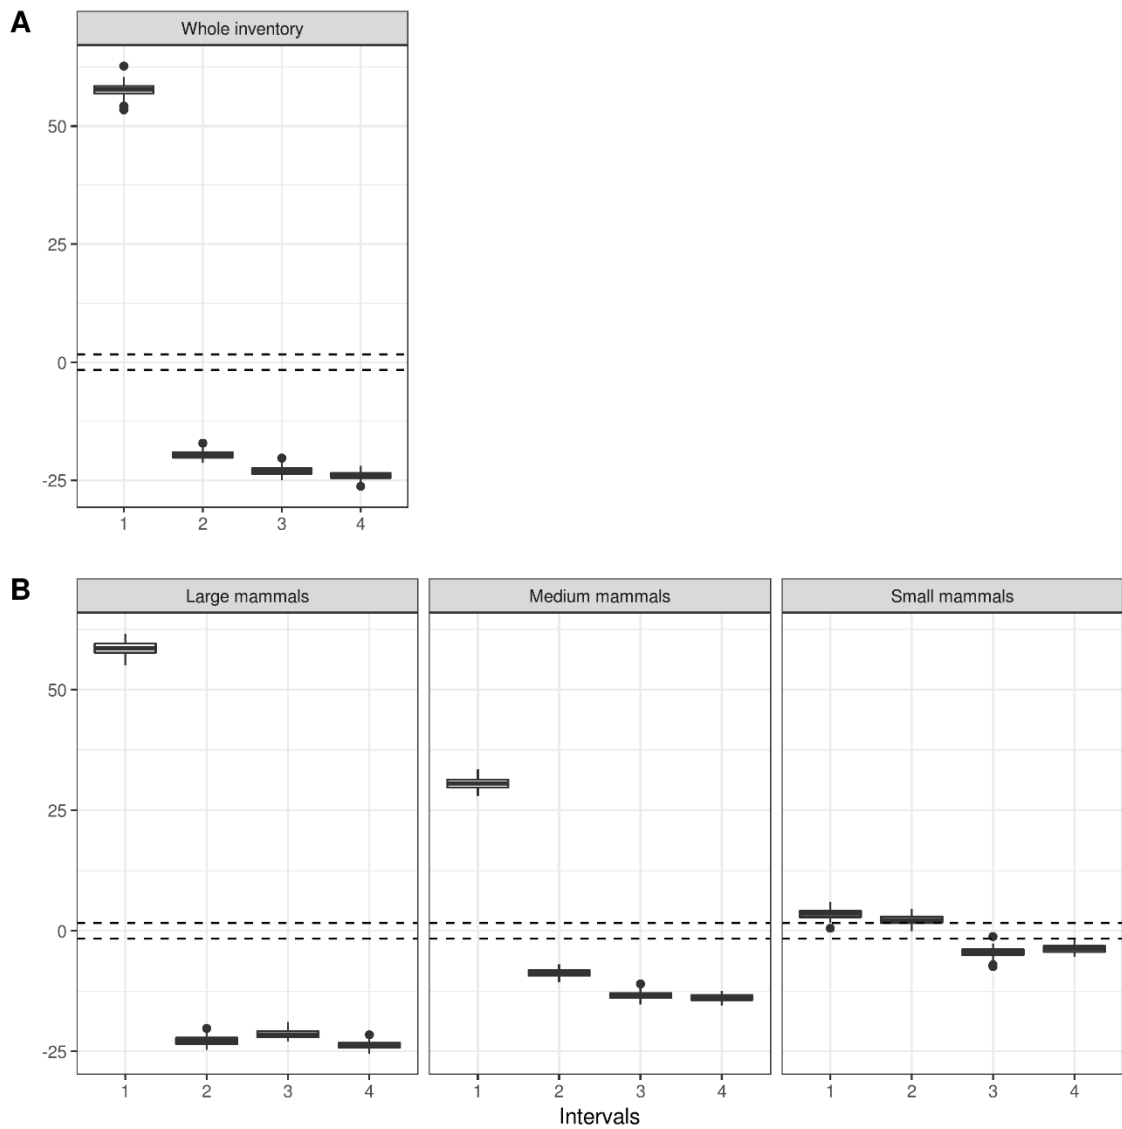 A
Whole inventory
50
25
0
-25
1 2 3 4
B
Large mammals Medium mammals Small mammals
50
25
0
-25
1 2 3 4 1 2 3 4 1 2 3 4
Intervals